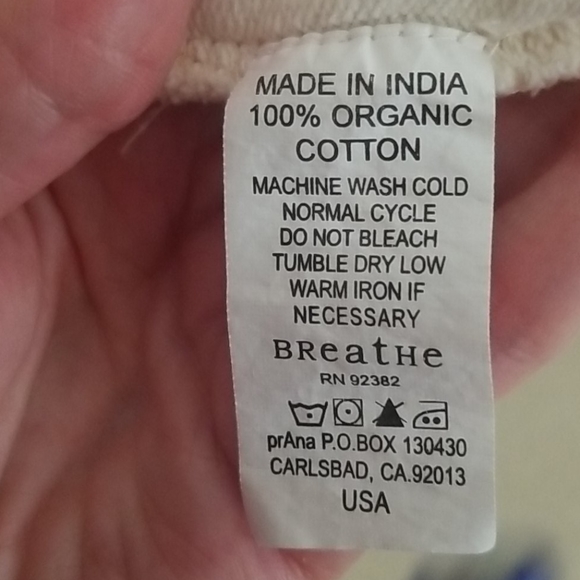 MADE IN INDIA
100% ORGANIC
COTTON
MACHINE WASH COLD
NORMAL CYCLE
DO NOT BLEACH
TUMBLE DRY LOW
WARM IRON IF
NECESSARY
BReatHe
RN 92382
prAna P.O.BOX 130430
CARLSBAD, CA.92013
USA